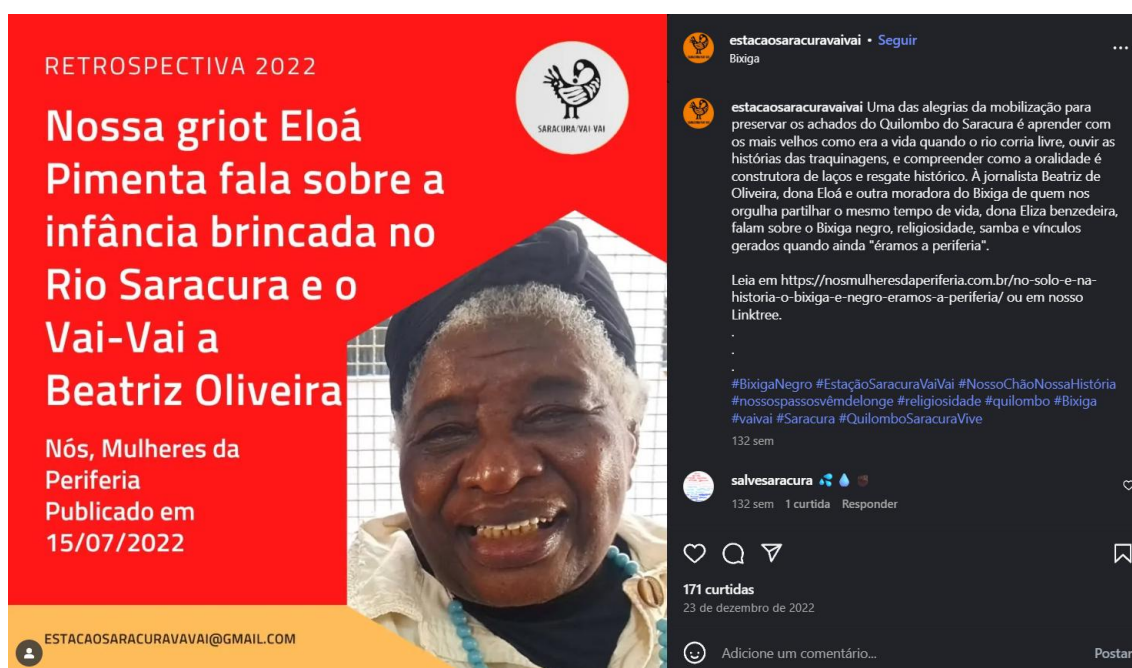 RETROSPECTIVA 2022
Nossa griot Eloá
Pimenta fala sobre a
infância brincada no
Rio Saracura e o
Vai-Vai a
Beatriz Oliveira
Nós, Mulheres da
Periferia
Publicado em
15/07/2022
SARACURA/VAI-VAI
ESTACAOSARACURAVAVAI@GMAIL.COM
estacaosaracuravaivai • Seguir
Bixiga
estacaosaracuravaivai Uma das alegrias da mobilização para
preservar os achados do Quilombo do Saracura é aprender com
os mais velhos como era a vida quando o rio corria livre, ouvir as
histórias das traquinagens, e compreender como a oralidade é
construtora de laços e resgate histórico. À jornalista Beatriz de
Oliveira, dona Eloá e outra moradora do Bixiga de quem nos
orgulha partilhar o mesmo tempo de vida, dona Eliza benzedeira,
falam sobre o Bixiga negro, religiosidade, samba e vínculos
gerados quando ainda "éramos a periferia".
Leia em https://nosmulheresdaperiferia.com.br/no-solo-e-na-
historia-o-bixiga-e-negro-eramos-a-periferia/ ou em nosso
Linktree.
.
.
.
#BixigaNegro #EstaçãoSaracuraVaiVai #NossoChãoNossaHistória
#nossospassosvêmdelonge #religiosidade #quilombo #Bixiga
#vaivai #Saracura #QuilomboSaracuraVive
132 sem
salvesaracura 💦 💧 ✊🏿
132 sem 1 curtida Responder
171 curtidas
23 de dezembro de 2022
Adicione um comentário...
Postar